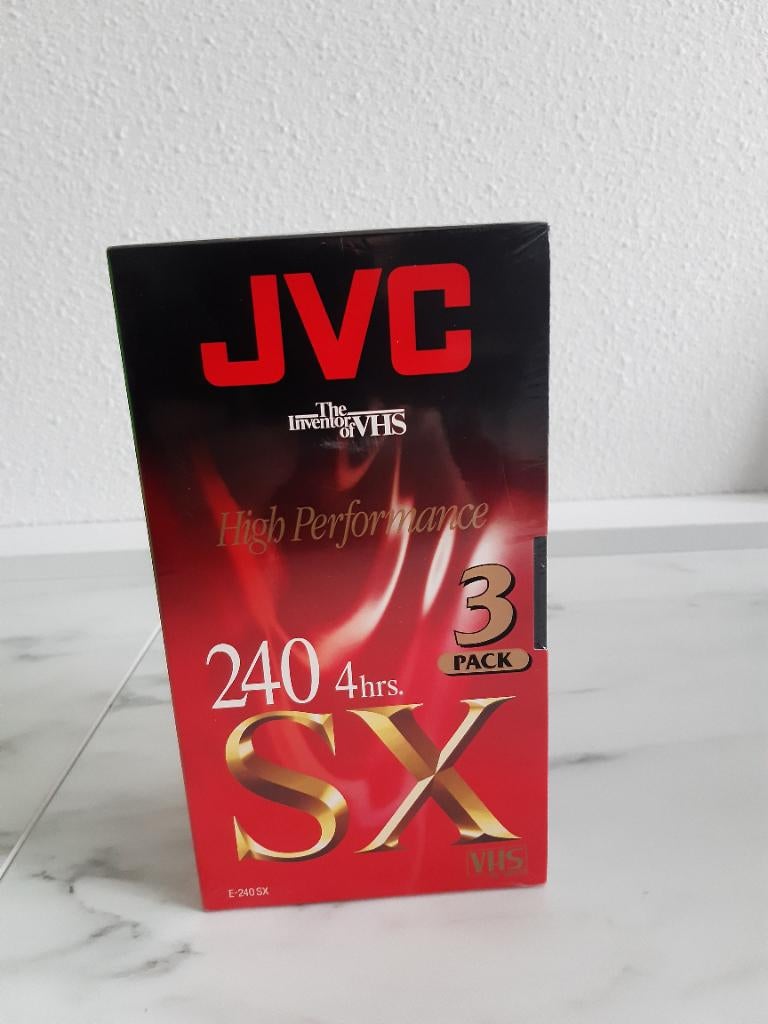 JVC
The
Inventor
of VHS
High Performance
3
PACK
240 4hrs.
SX
VHS
E-240 SX